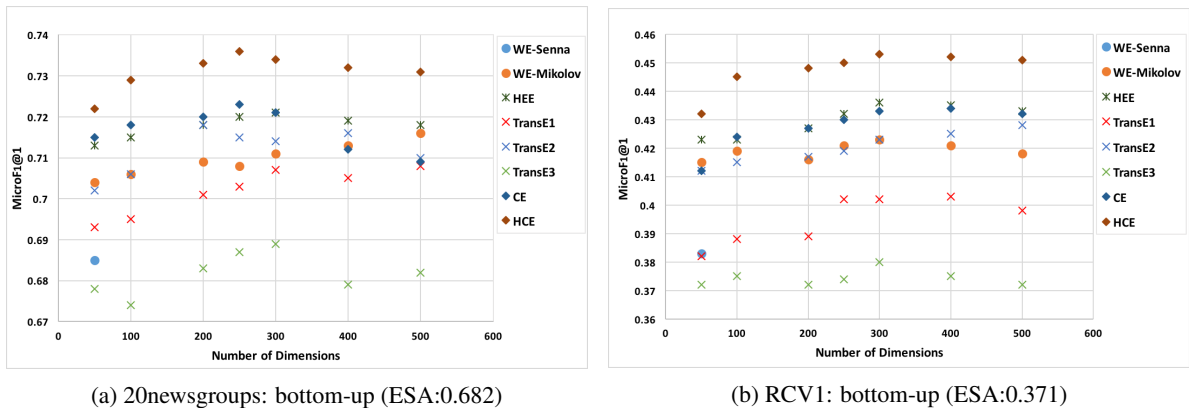 0.74
0.73
0.72
0.71
0.7
0.69
0.68
0.67
MicroF₁@1
0 100 200 300 400 500 600
Number of Dimensions
WE-Senna
WE-Mikolov
HEE
TransE1
TransE2
TransE3
CE
HCE
(a) 20newsgroups: bottom-up (ESA:0.682)
0.46
0.45
0.44
0.43
0.42
0.41
0.4
0.39
0.38
0.37
0.36
MicroF₁@1
0 100 200 300 400 500 600
Number of Dimensions
WE-Senna
WE-Mikolov
HEE
TransE1
TransE2
TransE3
CE
HCE
(b) RCV1: bottom-up (ESA:0.371)